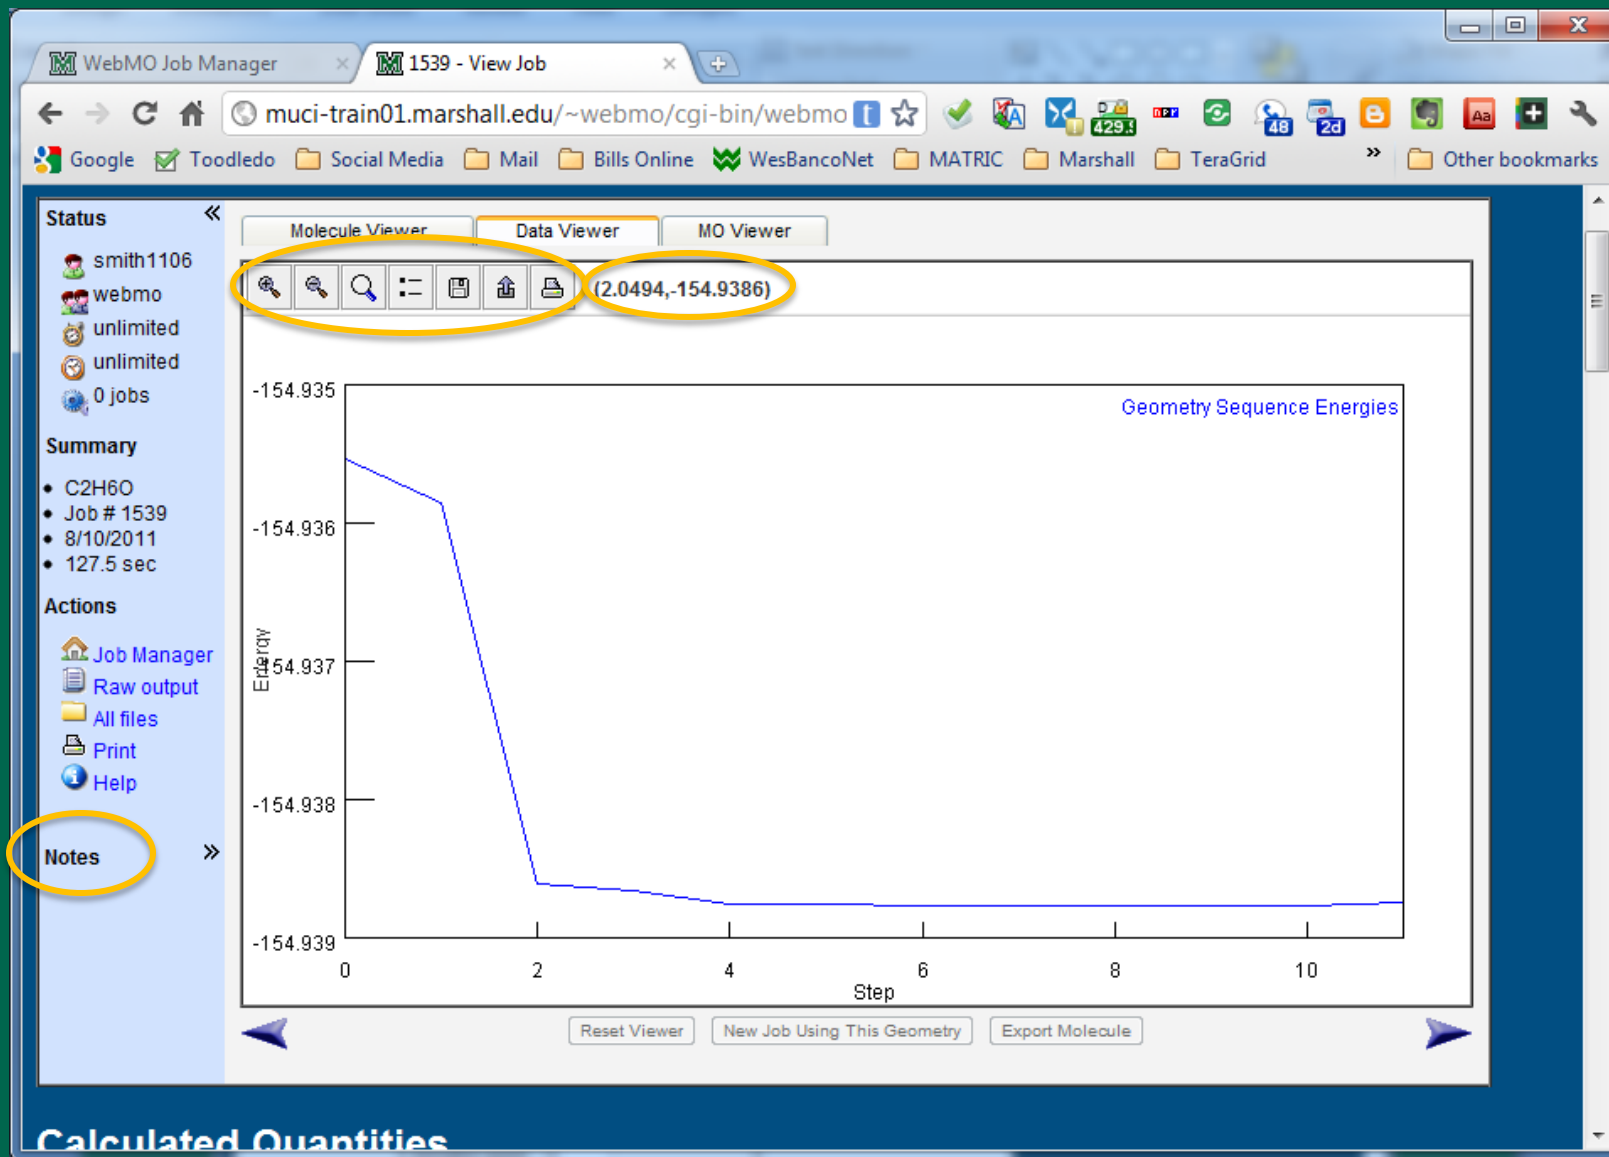 WebMO Job Manager
1539 - View Job
muci-train01.marshall.edu/~webmo/cgi-bin/webmo
429.
48
2d
Aa
Google
Toodledo
Social Media
Mail
Bills Online
WesBancoNet
MATRIC
Marshall
TeraGrid
»
Other bookmarks
Status «
smith1106
webmo
unlimited
unlimited
0 jobs
Summary
• C2H6O
• Job # 1539
• 8/10/2011
• 127.5 sec
Actions
Job Manager
Raw output
All files
Print
Help
Notes »
Molecule Viewer
Data Viewer
MO Viewer
(2.0494,-154.9386)
Geometry Sequence Energies
-154.935
-154.936
-154.937
-154.938
-154.939
Energy
0 2 4 6 8 10
Step
Reset Viewer
New Job Using This Geometry
Export Molecule
Calculated Quantities